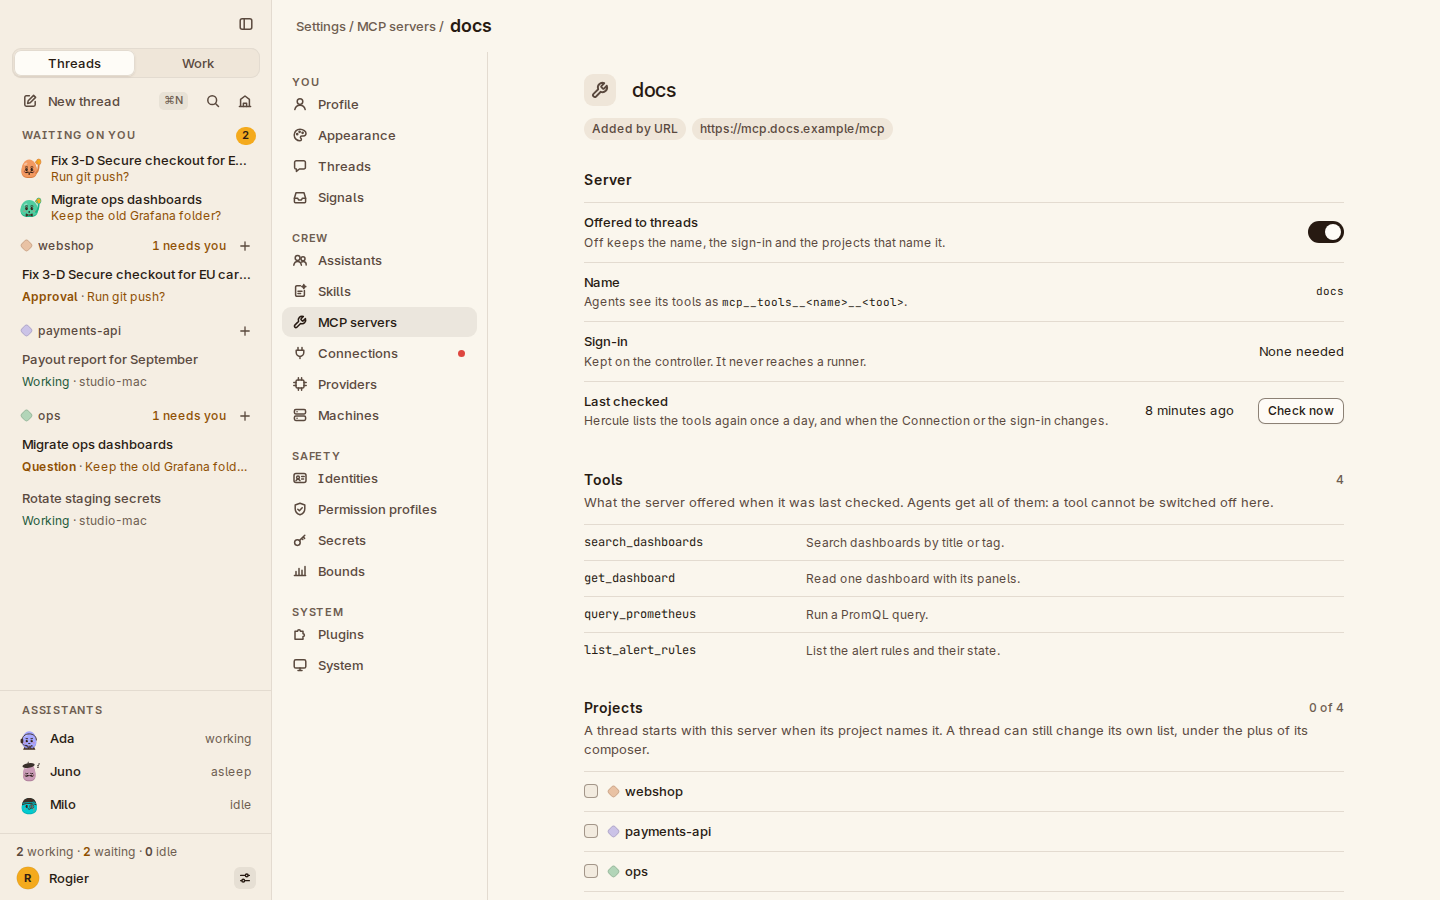 Threads
Work
New thread
⌘N
WAITING ON YOU
2
Fix 3-D Secure checkout for E...
Run git push?
Migrate ops dashboards
Keep the old Grafana folder?
webshop
1 needs you
Fix 3-D Secure checkout for EU car...
Approval · Run git push?
payments-api
Payout report for September
Working · studio-mac
ops
1 needs you
Migrate ops dashboards
Question · Keep the old Grafana fold...
Rotate staging secrets
Working · studio-mac
ASSISTANTS
Ada
working
Juno
asleep
Milo
idle
2 working · 2 waiting · 0 idle
R
Rogier
Settings / MCP servers / docs
YOU
Profile
Appearance
Threads
Signals
CREW
Assistants
Skills
MCP servers
Connections
Providers
Machines
SAFETY
Identities
Permission profiles
Secrets
Bounds
SYSTEM
Plugins
System
docs
Added by URL
https://mcp.docs.example/mcp
Server
Offered to threads
Off keeps the name, the sign-in and the projects that name it.
Name
Agents see its tools as mcp__tools__<name>__<tool>.
docs
Sign-in
Kept on the controller. It never reaches a runner.
None needed
Last checked
Hercule lists the tools again once a day, and when the Connection or the sign-in changes.
8 minutes ago
Check now
Tools
4
What the server offered when it was last checked. Agents get all of them: a tool cannot be switched off here.
search_dashboards
Search dashboards by title or tag.
get_dashboard
Read one dashboard with its panels.
query_prometheus
Run a PromQL query.
list_alert_rules
List the alert rules and their state.
Projects
0 of 4
A thread starts with this server when its project names it. A thread can still change its own list, under the plus of its
composer.
webshop
payments-api
ops